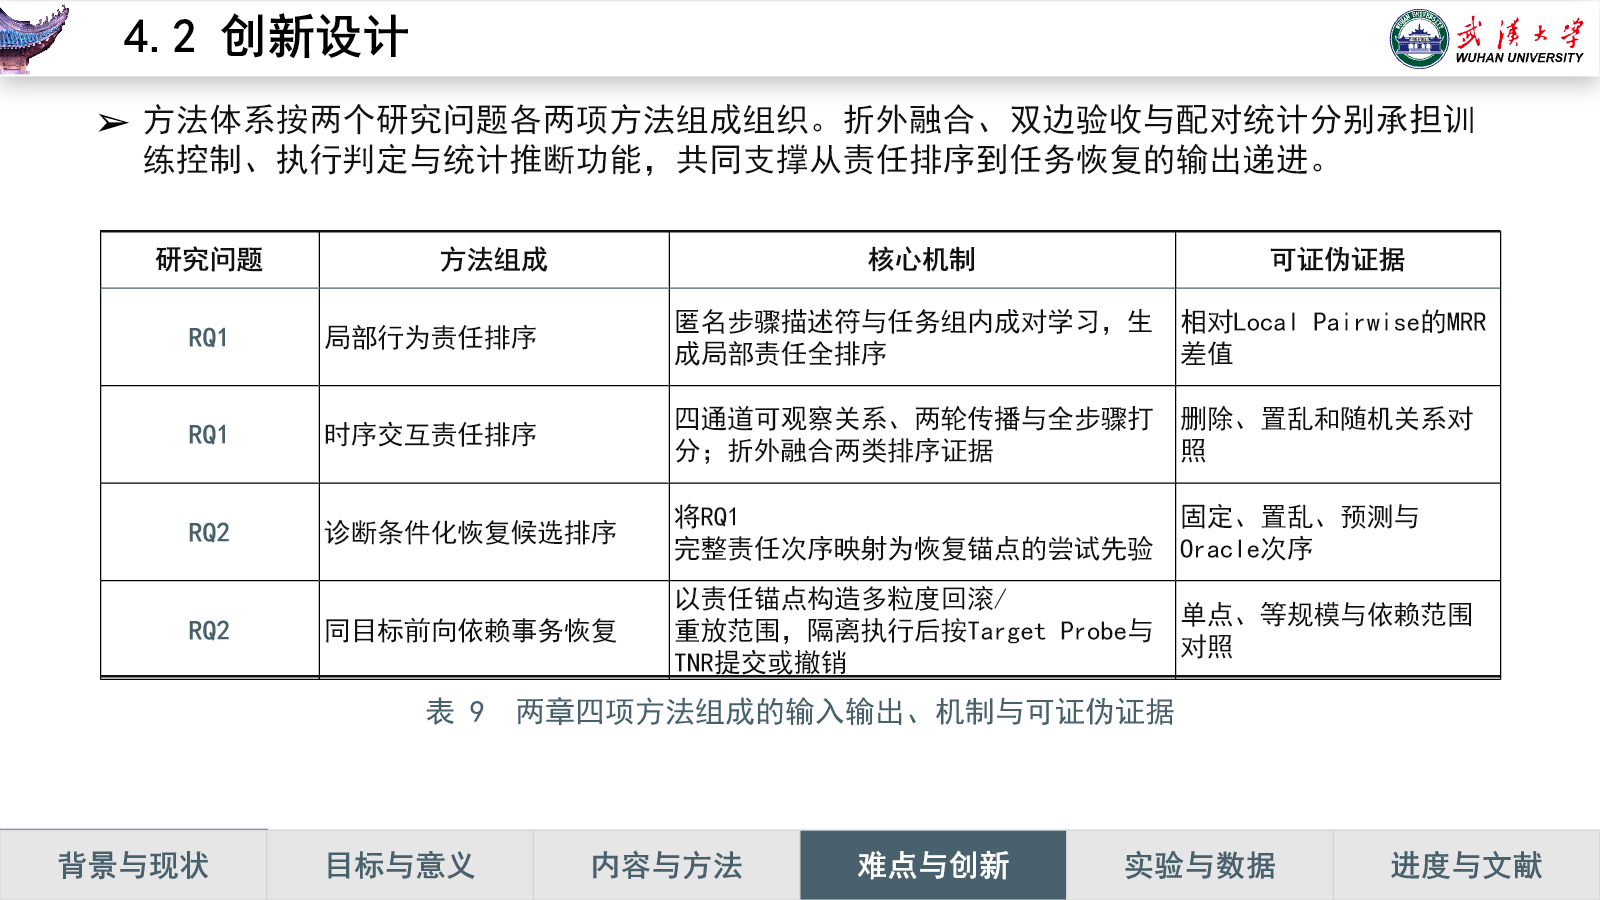 4.2 创新设计
武汉大学
WUHAN UNIVERSITY
➢ 方法体系按两个研究问题各两项方法组成组织。折外融合、双边验收与配对统计分别承担训
练控制、执行判定与统计推断功能，共同支撑从责任排序到任务恢复的输出递进。
研究问题 方法组成 核心机制 可证伪证据
RQ1 局部行为责任排序
匿名步骤描述符与任务组内成对学习，生
成局部责任全排序
相对Local Pairwise的MRR
差值
RQ1 时序交互责任排序
四通道可观察关系、两轮传播与全步骤打
分；折外融合两类排序证据
删除、置乱和随机关系对
照
RQ2 诊断条件化恢复候选排序
将RQ1
完整责任次序映射为恢复锚点的尝试先验
固定、置乱、预测与
Oracle次序
RQ2 同目标前向依赖事务恢复
以责任锚点构造多粒度回滚/
重放范围，隔离执行后按Target Probe与
TNR提交或撤销
单点、等规模与依赖范围
对照
表 9 两章四项方法组成的输入输出、机制与可证伪证据
背景与现状 目标与意义 内容与方法 难点与创新 实验与数据 进度与文献